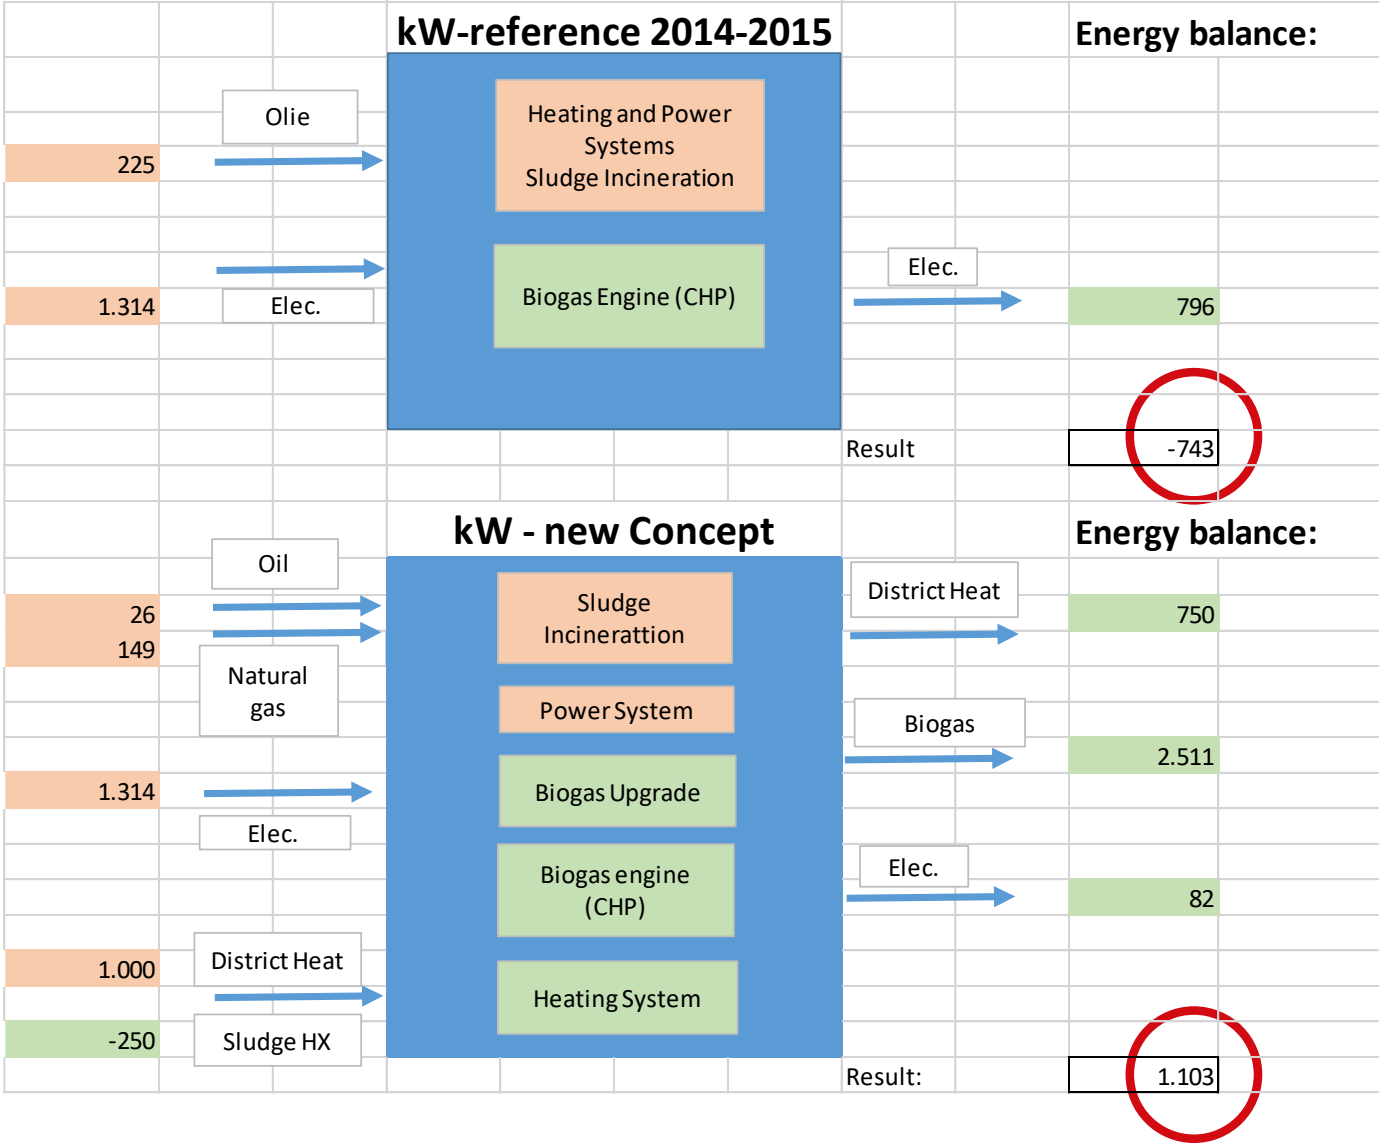 kW-reference 2014-2015
Energy balance:
Olie
Heating and Power
Systems
Sludge Incineration
225
Elec.
Biogas Engine (CHP)
1.314
Elec.
796
Result
-743
kW - new Concept
Energy balance:
Oil
District Heat
Sludge
Incinerattion
26
750
149
Natural
gas
Power System
Biogas
2.511
1.314
Biogas Upgrade
Elec.
Biogas engine
(CHP)
Elec.
82
District Heat
1.000
Heating System
-250
Sludge HX
Result:
1.103